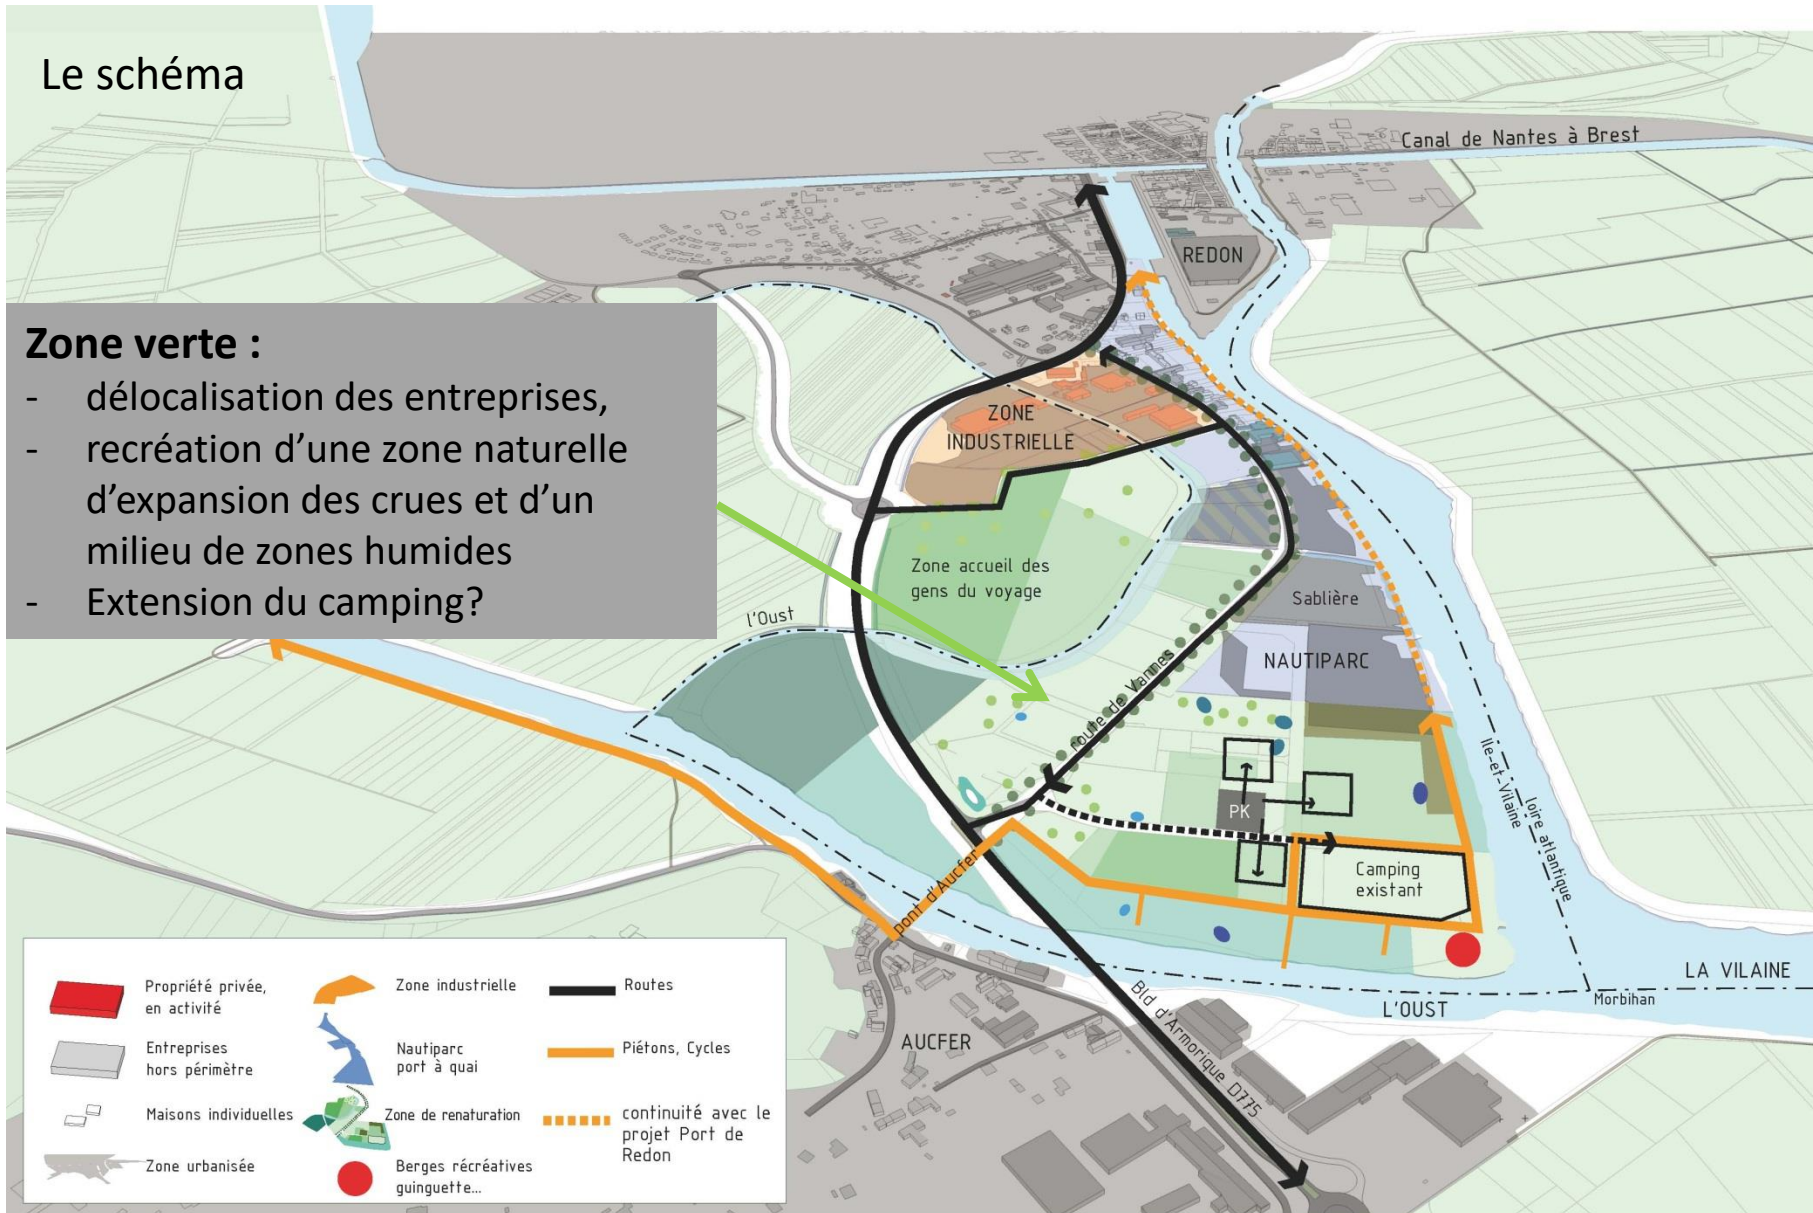 Le schéma
Canal de Nantes à Brest
REDON
Zone verte :
- délocalisation des entreprises,
- recréation d’une zone naturelle
d’expansion des crues et d’un
milieu de zones humides
- Extension du camping?
ZONE
INDUSTRIELLE
Zone accueil des
gens du voyage
Sablière
l'Oust
NAUTIPARC
route de Vannes
Ile-et-Vilaine
loire atlantique
PK
Camping
existant
pont d'Aucfer
LA VILAINE
Morbihan
L'OUST
Bld d'Armorique D775
AUCFER
Propriété privée,
en activité
Entreprises
hors périmètre
Maisons individuelles
Zone urbanisée
Zone industrielle
Nautiparc
port à quai
Zone de renaturation
Berges récréatives
guinguette...
Routes
Piétons, Cycles
continuité avec le
projet Port de
Redon